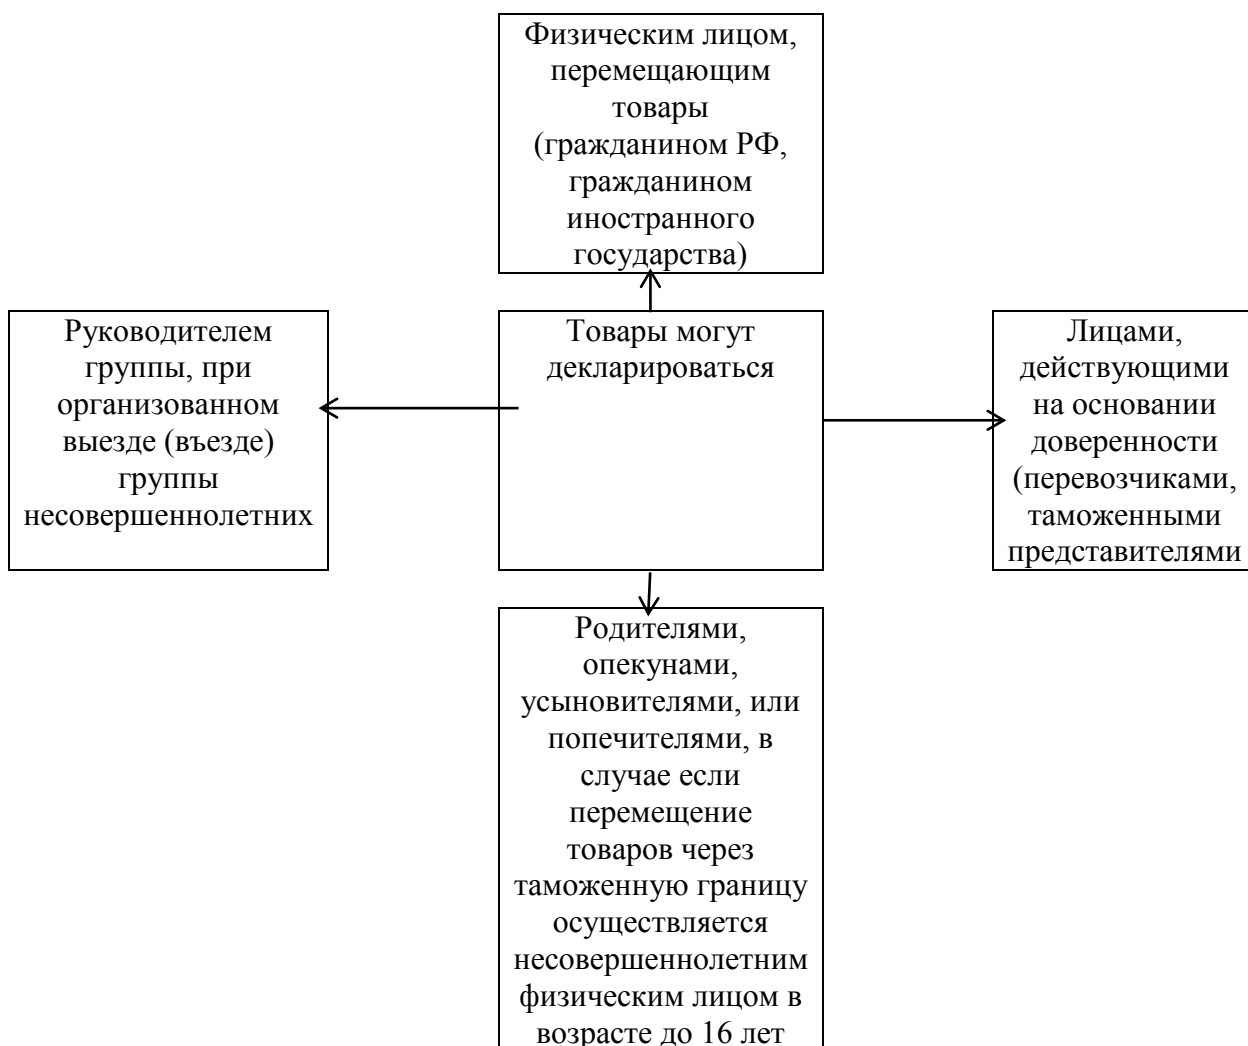 Физическим лицом,
перемещающим
товары
(гражданином РФ,
гражданином
иностранного
государства)
Руководителем
группы, при
организованном
выезде (въезде)
группы
несовершеннолетних
Товары могут
декларироваться
Лицами,
действующими
на основании
доверенности
(перевозчиками,
таможенными
представителями
Родителями,
опекунами,
усыновителями, или
попечителями, в
случае если
перемещение
товаров через
таможенную границу
осуществляется
несовершеннолетним
физическим лицом в
возрасте до 16 лет